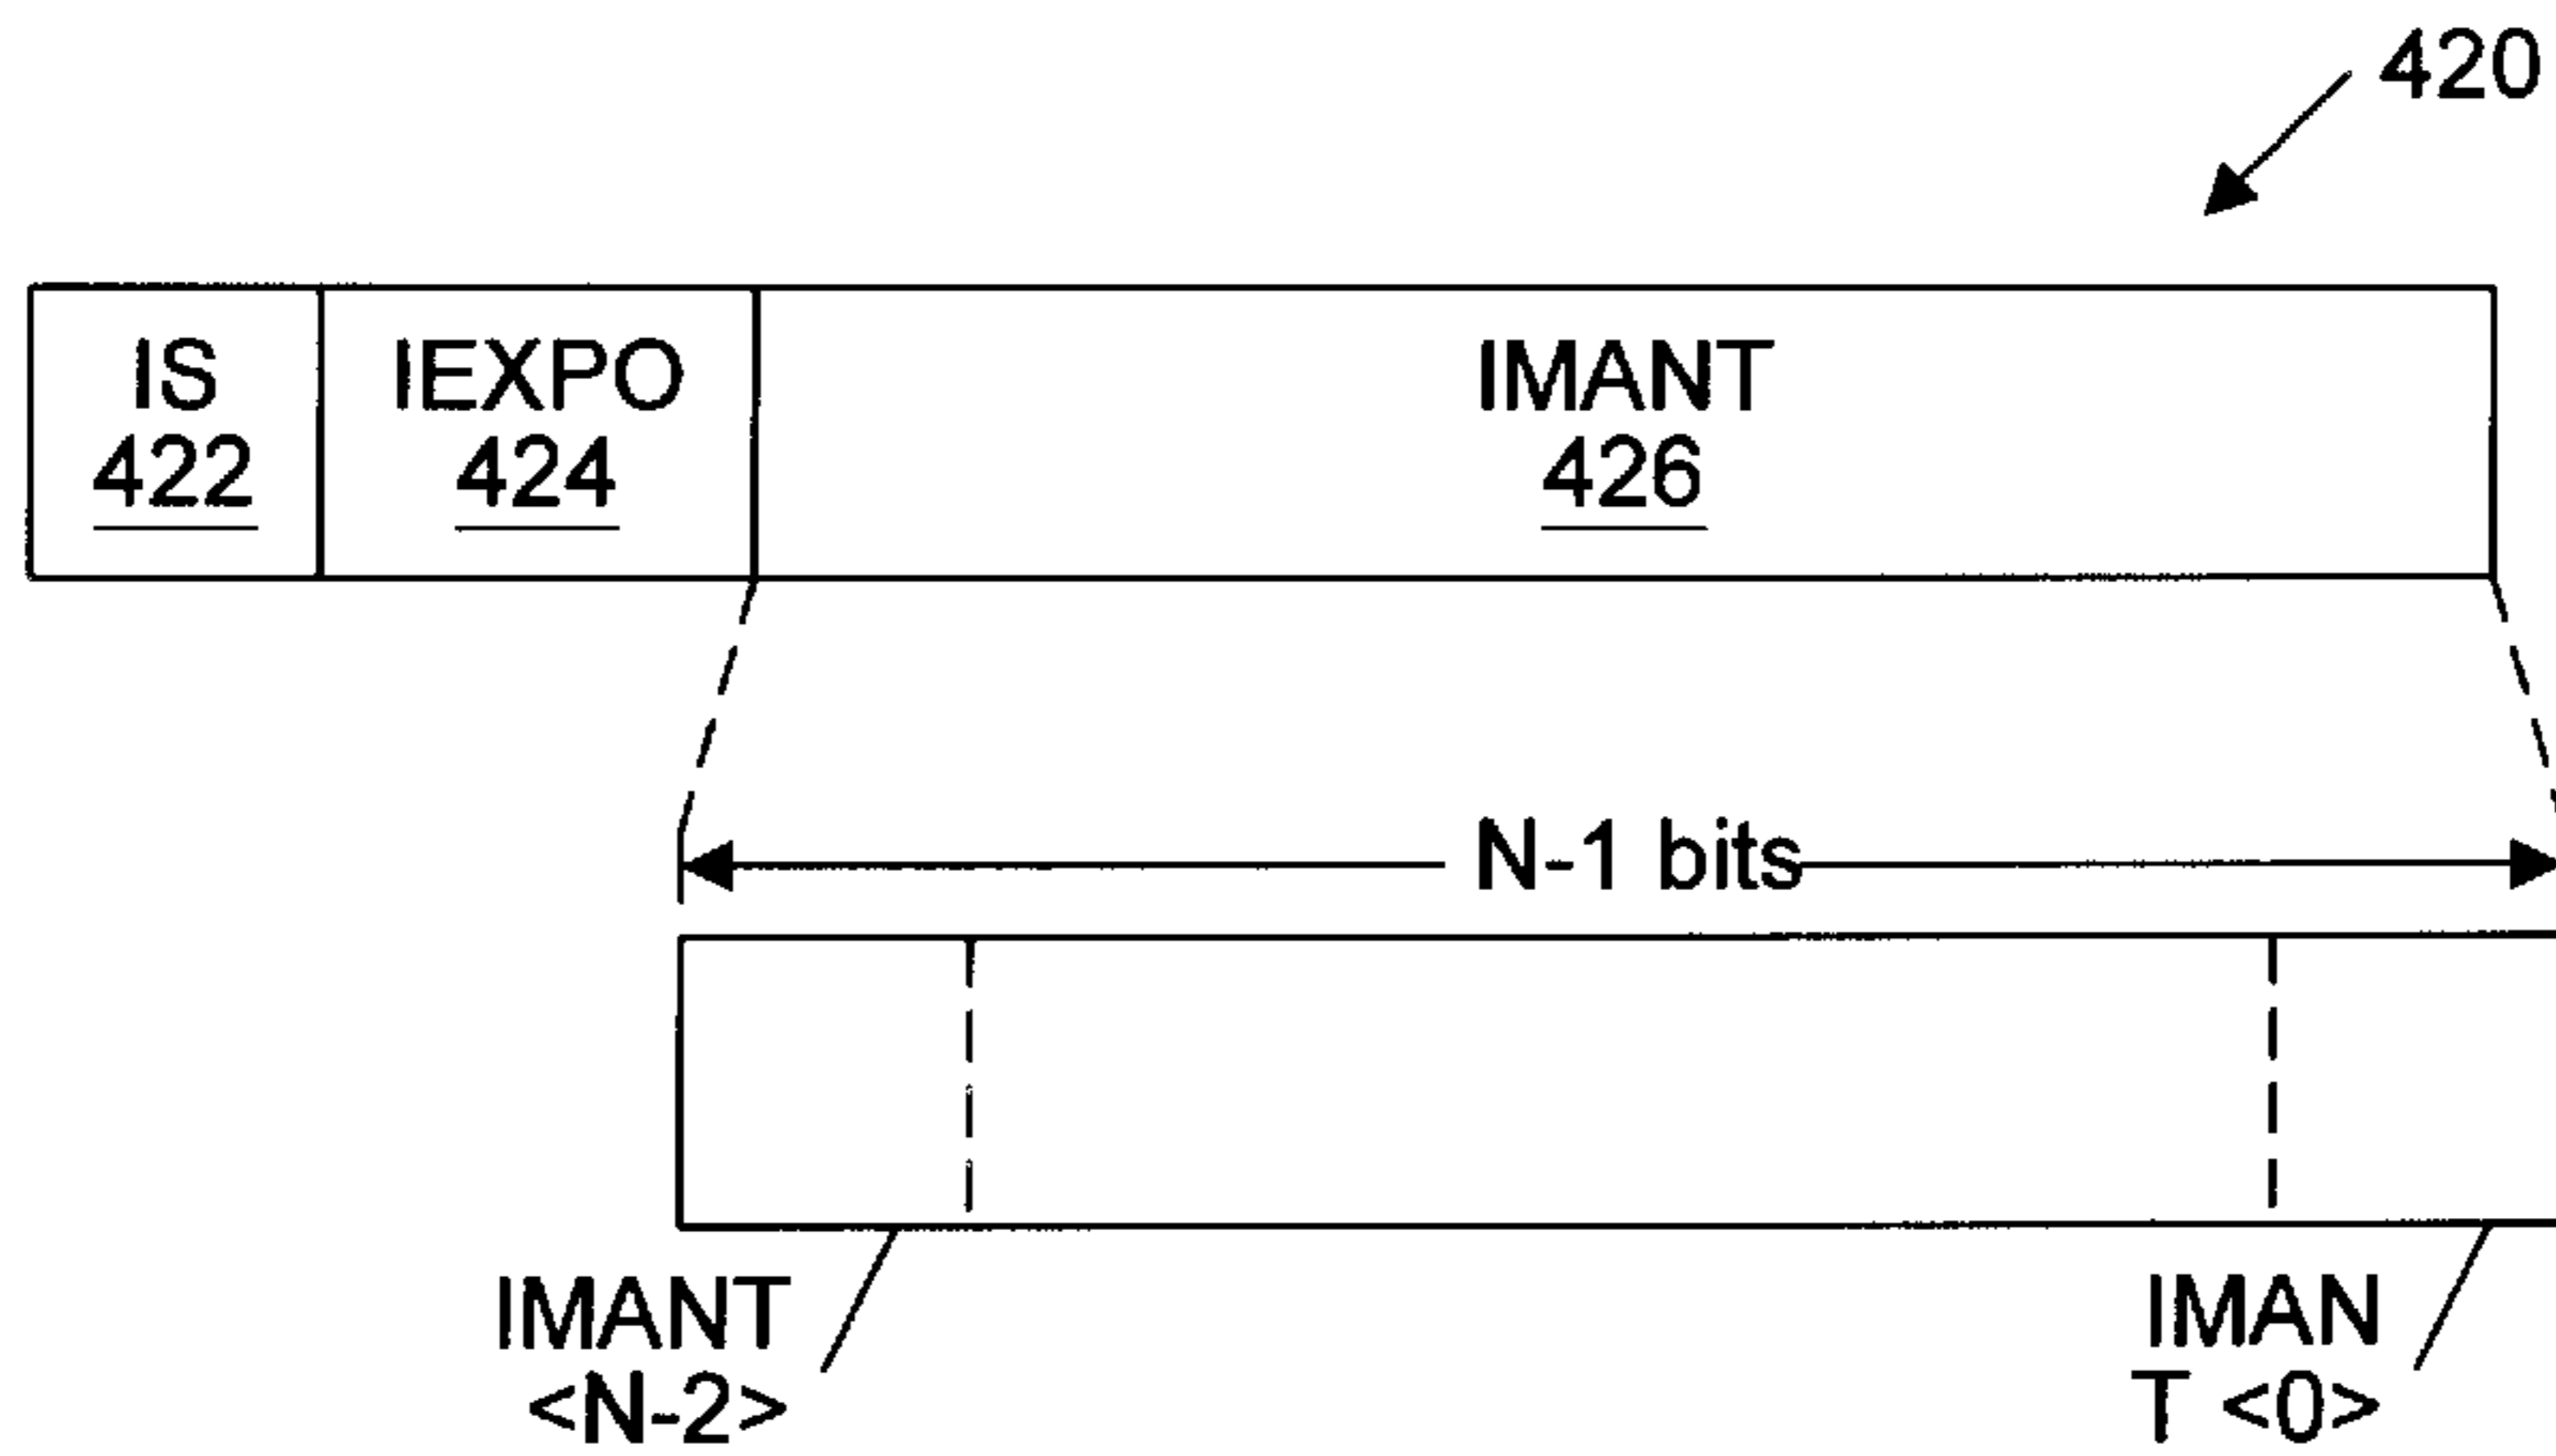 420
IS
422
IEXPO
424
IMANT
426
N-1 bits
IMANT
<N-2>
IMAN
T <0>